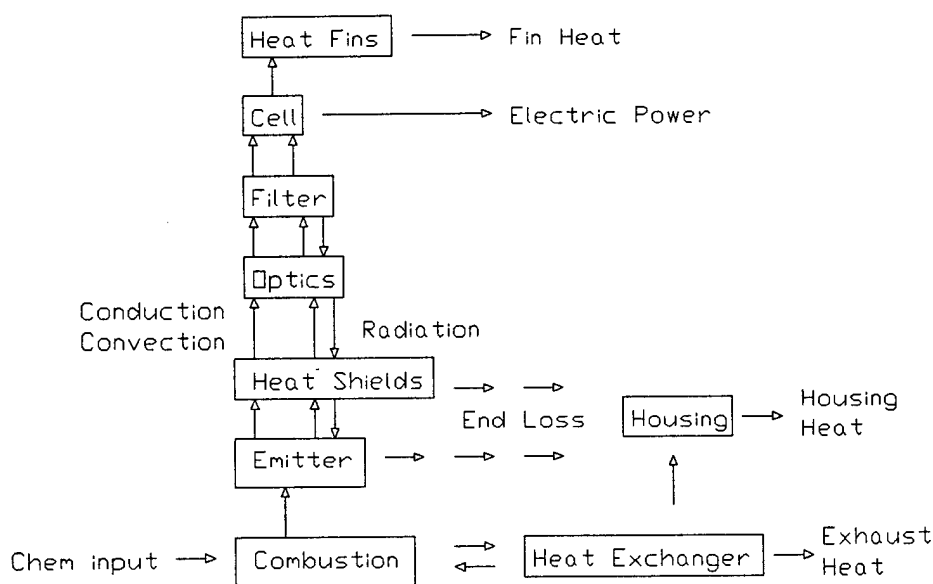 Heat Fins
Fin Heat
Cell
Electric Power
Filter
Optics
Conduction
Convection
Radiation
Heat Shields
End Loss
Housing
Housing
Heat
Emitter
Chem input
Combustion
Heat Exchanger
Exhaust
Heat